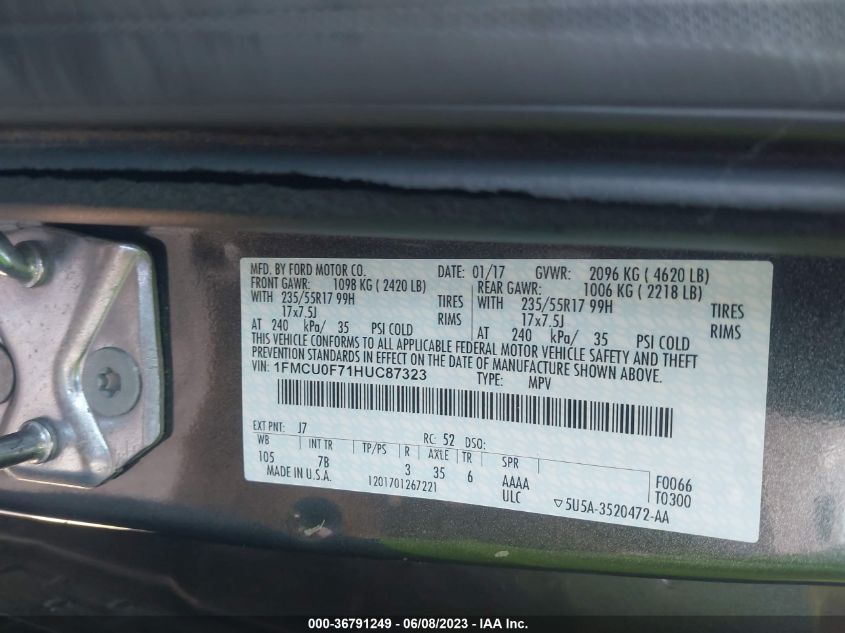 MFD. BY FORD MOTOR CO. DATE: 01/17 GVWR: 2096 KG ( 4620 LB)
FRONT GAWR: 1098 KG ( 2420 LB) REAR GAWR: 1006 KG ( 2218 LB)
WITH 235/55R17 99H TIRES WITH 235/55R17 99H TIRES
17x7.5J RIMS 17x7.5J RIMS
AT 240 kPa/ 35 PSI COLD AT 240 kPa/ 35 PSI COLD
THIS VEHICLE CONFORMS TO ALL APPLICABLE FEDERAL MOTOR VEHICLE SAFETY AND THEFT
PREVENTION STANDARDS IN EFFECT ON THE DATE OF MANUFACTURE SHOWN ABOVE.
VIN: 1FMCU0F71HUC87323 TYPE: MPV
EXT PNT: J7 RC: 52 DSO:
WB INT TR TP/PS R AXLE TR SPR F0066
105 7B 3 35 6 AAAA T0300
MADE IN U.S.A. 1201701267221 ULC ▽5U5A-3520472-AA
000-36791249 - 06/08/2023 - IAA Inc.